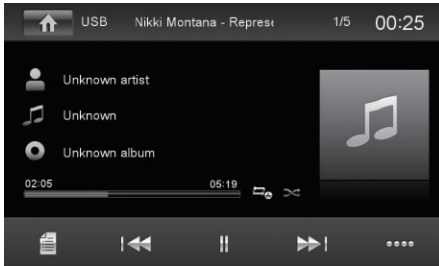 USB Nikki Montana - Represe 1/5 00:25
Unknown artist
Unknown
Unknown album
02:05 05:19